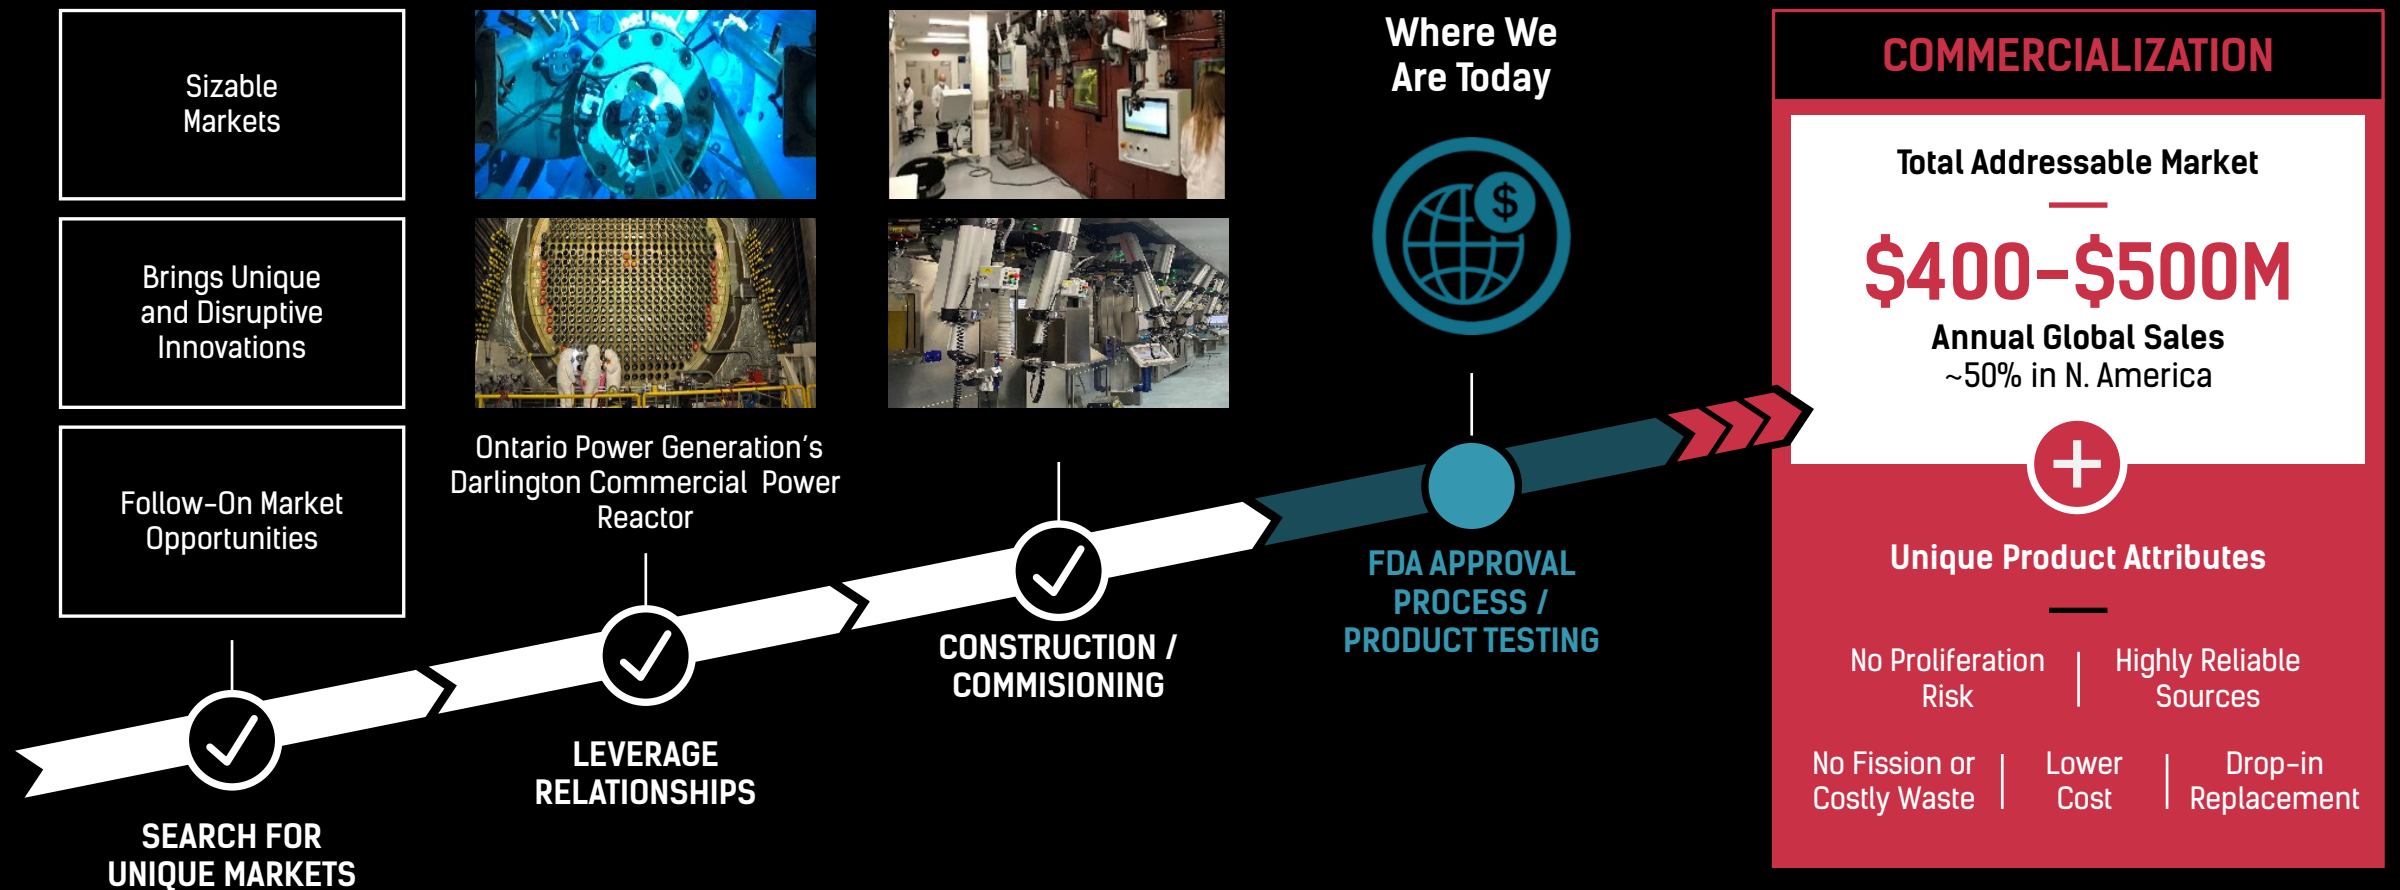 Sizable
Markets
Brings Unique
and Disruptive
Innovations
Follow-On Market
Opportunities
SEARCH FOR
UNIQUE MARKETS
Ontario Power Generation's
Darlington Commercial Power
Reactor
LEVERAGE
RELATIONSHIPS
CONSTRUCTION /
COMMISIONING
Where We
Are Today
$
FDA APPROVAL
PROCESS /
PRODUCT TESTING
COMMERCIALIZATION
Total Addressable Market
$400-$500M
Annual Global Sales
~50% in N. America
+
Unique Product Attributes
No Proliferation
Risk
Highly Reliable
Sources
No Fission or
Costly Waste
Lower
Cost
Drop-in
Replacement